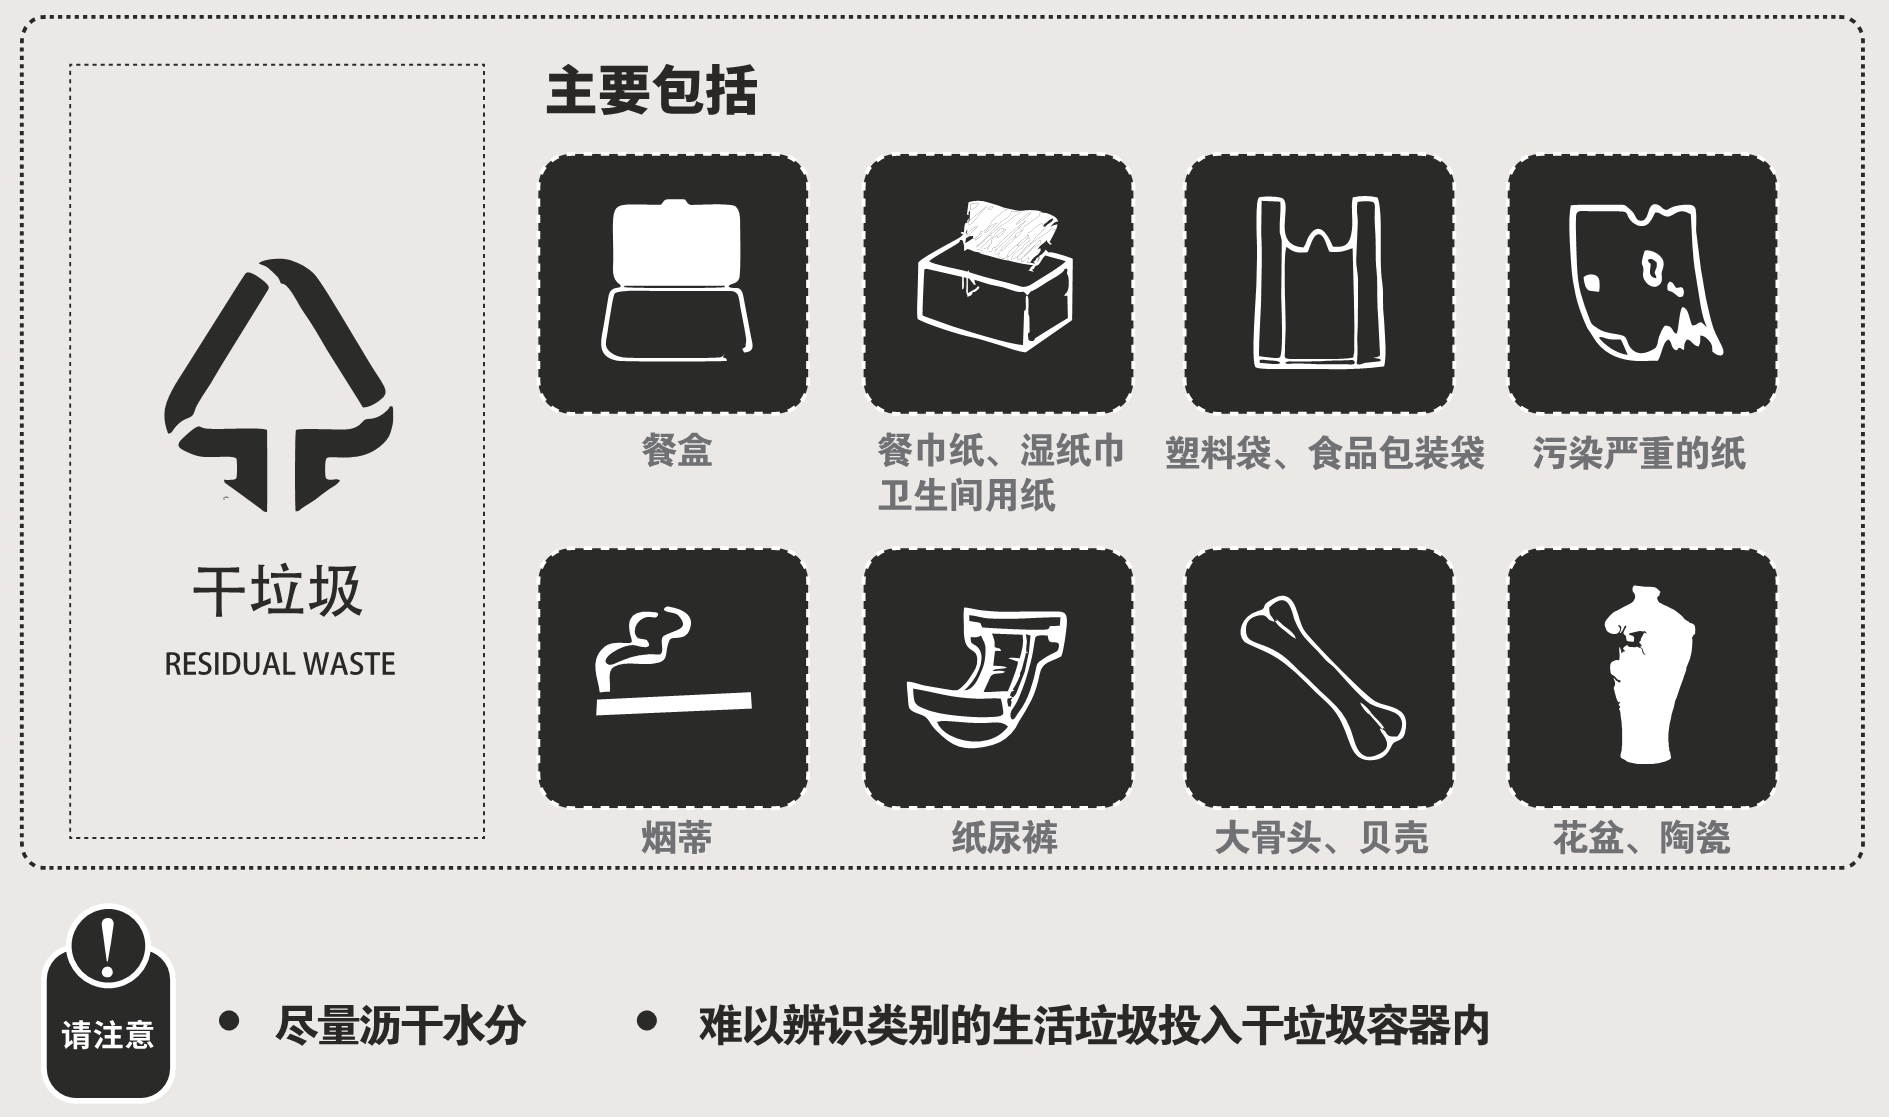 主要包括
干垃圾
RESIDUAL WASTE
餐盒
餐巾纸、湿纸巾
卫生间用纸
塑料袋、食品包装袋
污染严重的纸
烟蒂
纸尿裤
大骨头、贝壳
花盆、陶瓷
请注意
● 尽量沥干水分
● 难以辨识类别的生活垃圾投入干垃圾容器内